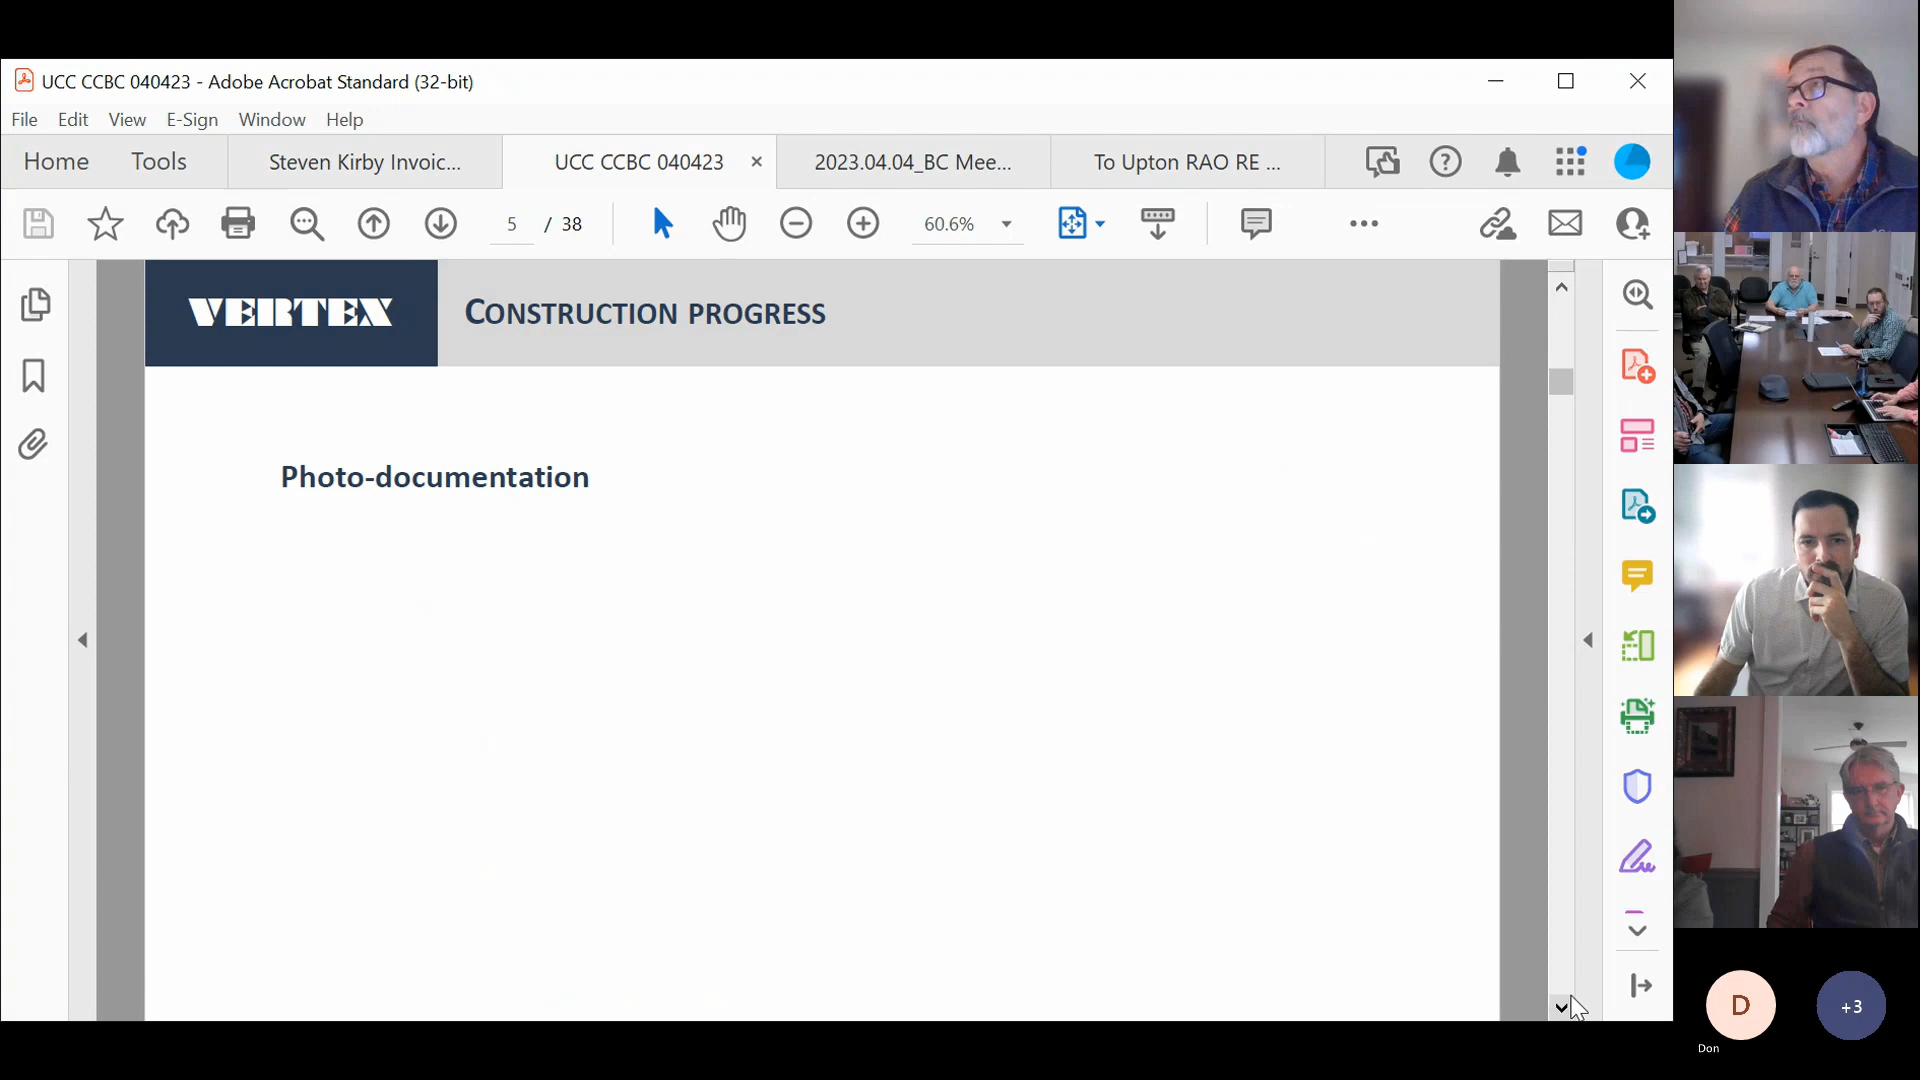 UCC CCBC 040423 - Adobe Acrobat Standard (32-bit)
File Edit View E-Sign Window Help
Home Tools Steven Kirby Invoic... UCC CCBC 040423 2023.04.04_BC Mee... To Upton RAO RE ...
5 / 38 60.6%
VERTEX CONSTRUCTION PROGRESS
Photo-documentation
D +3
Don